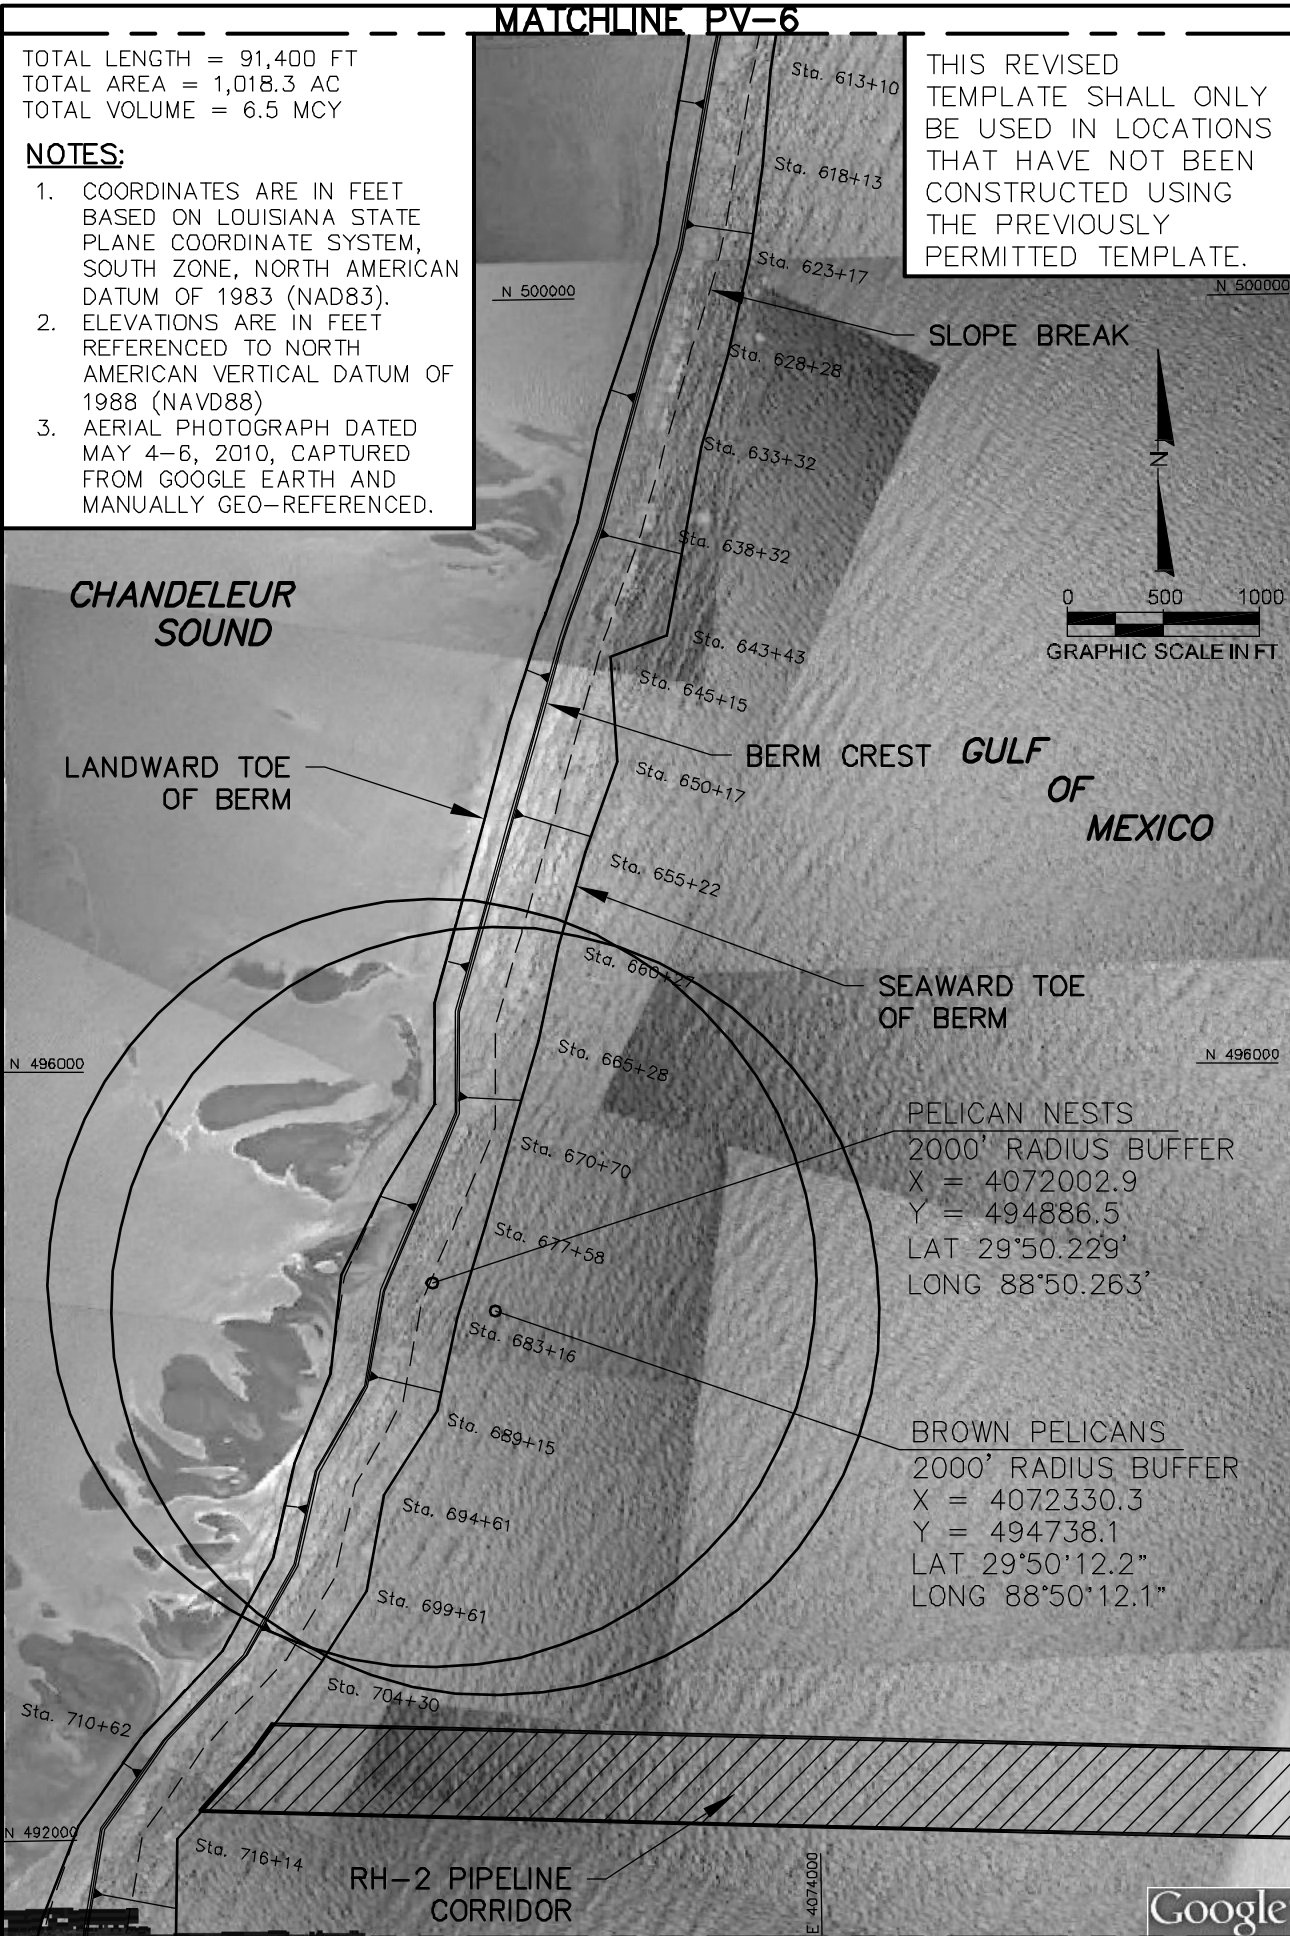 MATCHLINE PV-6
TOTAL LENGTH = 91,400 FT
TOTAL AREA = 1,018.3 AC
TOTAL VOLUME = 6.5 MCY
NOTES:
1. COORDINATES ARE IN FEET
BASED ON LOUISIANA STATE
PLANE COORDINATE SYSTEM,
SOUTH ZONE, NORTH AMERICAN
DATUM OF 1983 (NAD83).
2. ELEVATIONS ARE IN FEET
REFERENCED TO NORTH
AMERICAN VERTICAL DATUM OF
1988 (NAVD88)
3. AERIAL PHOTOGRAPH DATED
MAY 4-6, 2010, CAPTURED
FROM GOOGLE EARTH AND
MANUALLY GEO-REFERENCED.
THIS REVISED
TEMPLATE SHALL ONLY
BE USED IN LOCATIONS
THAT HAVE NOT BEEN
CONSTRUCTED USING
THE PREVIOUSLY
PERMITTED TEMPLATE.
Sta. 613+10
Sta. 618+13
Sta. 623+17
N 500000
N 500000
SLOPE BREAK
Sta. 628+28
Sta. 633+32
N
Sta. 638+32
CHANDELEUR
SOUND
0 500 1000
GRAPHIC SCALE IN FT
Sta. 643+43
Sta. 645+15
LANDWARD TOE
OF BERM
BERM CREST
GULF
OF
MEXICO
Sta. 650+17
Sta. 655+22
Sta. 660+27
SEAWARD TOE
OF BERM
Sta. 665+28
N 496000
N 496000
PELICAN NESTS
2000' RADIUS BUFFER
X = 4072002.9
Y = 494886.5
LAT 29°50.229'
LONG 88°50.263'
Sta. 670+70
Sta. 677+58
Sta. 683+16
BROWN PELICANS
2000' RADIUS BUFFER
X = 4072330.3
Y = 494738.1
LAT 29°50'12.2"
LONG 88°50'12.1"
Sta. 689+15
Sta. 694+61
Sta. 699+61
Sta. 704+30
Sta. 710+62
N 492000
Sta. 716+14
RH-2 PIPELINE
CORRIDOR
E 4074000
Google